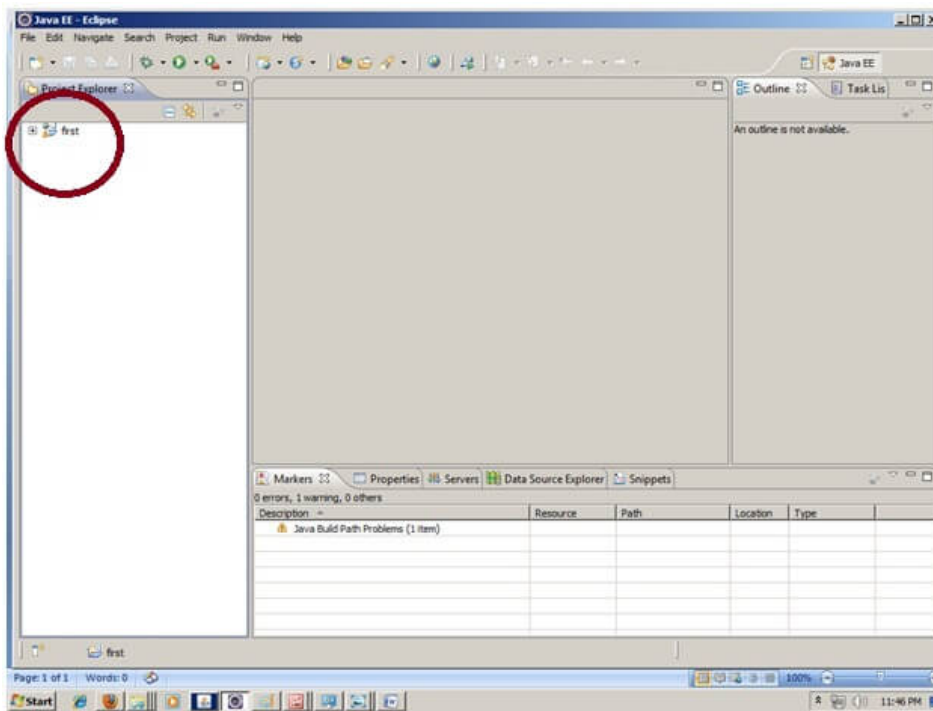 Java EE - Eclipse
File Edit Navigate Search Project Run Window Help
Java EE
Project Explorer
Outline Task Lis
first
An outline is not available.
Markers Properties Servers Data Source Explorer Snippets
0 errors, 1 warning, 0 others
Description Resource Path Location Type
Java Build Path Problems (1 item)
first
Page: 1 of 1 Words: 0 100%
Start 11:46 PM